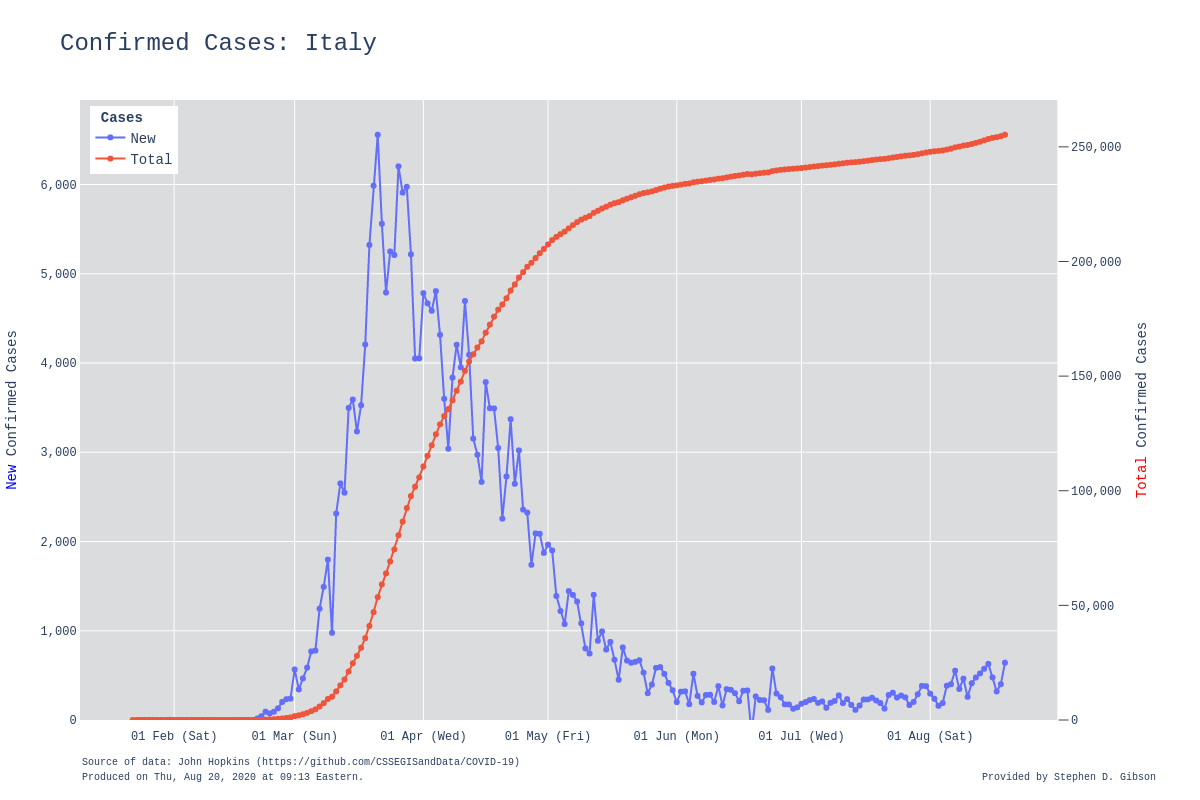 Confirmed Cases: Italy
Cases
New
Total
6,000
5,000
4,000
3,000
2,000
1,000
0
250,000
200,000
150,000
100,000
50,000
0
New Confirmed Cases
Total Confirmed Cases
01 Feb (Sat) 01 Mar (Sun) 01 Apr (Wed) 01 May (Fri) 01 Jun (Mon) 01 Jul (Wed) 01 Aug (Sat)
Source of data: John Hopkins (https://github.com/CSSEGISandData/COVID-19)
Produced on Thu, Aug 20, 2020 at 09:13 Eastern.
Provided by Stephen D. Gibson